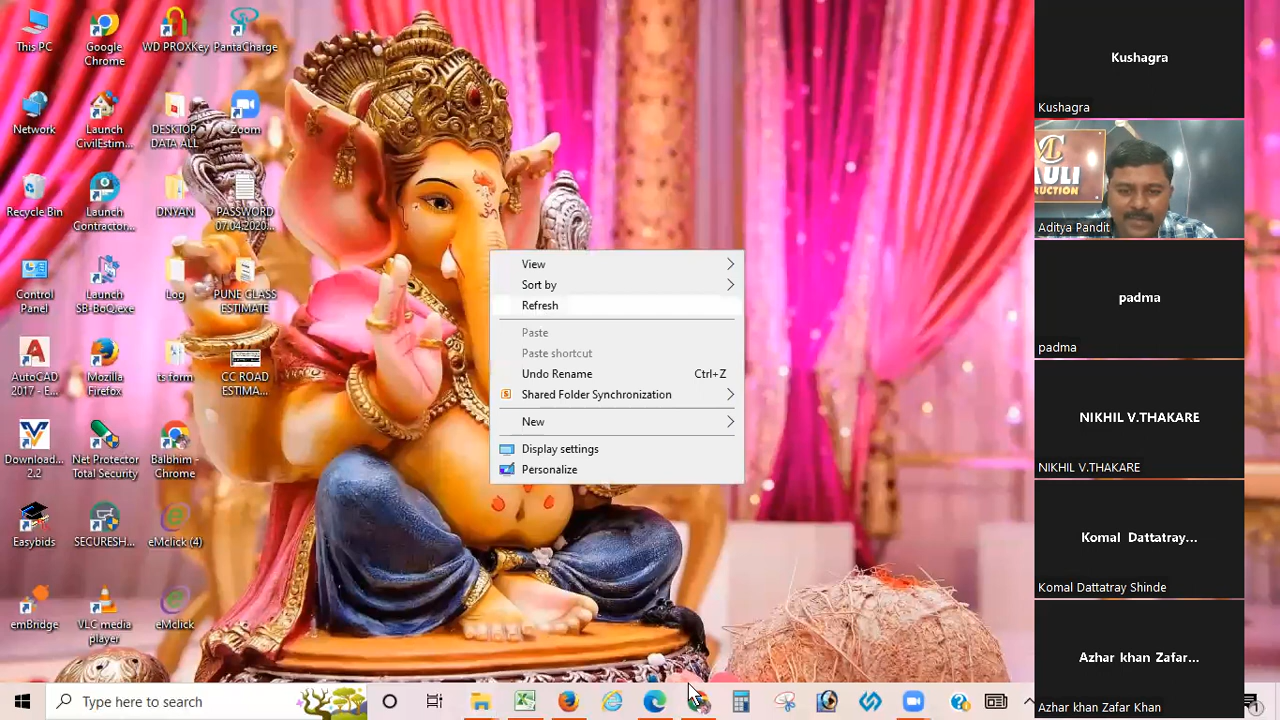 This PC
Google
Chrome
WD PROXKey
PantaCharge
Network
Launch
CivilEstim...
DESKTOP
DATA ALL
Zoom
Recycle Bin
Launch
Contractor...
DNYAN
PASSWORD
07.04.2020...
Control
Panel
Launch
SB-BoQ.exe
Log
PUNE CLASS
ESTIMATE
AutoCAD
2017 - E...
Mozilla
Firefox
ts form
CC ROAD
ESTIMA...
Download...
2.2
Net Protector
Total Security
Balbhim -
Chrome
Easybids
SECURESH...
eMclick (4)
emBridge
VLC media
player
eMclick
View
Sort by
Refresh
Paste
Paste shortcut
Undo Rename Ctrl+Z
Shared Folder Synchronization
New
Display settings
Personalize
Kushagra
Kushagra
MC
AULI
RUCTION
Aditya Pandit
padma
padma
NIKHIL V.THAKARE
NIKHIL V.THAKARE
Komal Dattatray...
Komal Dattatray Shinde
Azhar khan Zafar...
Azhar khan Zafar Khan
Type here to search